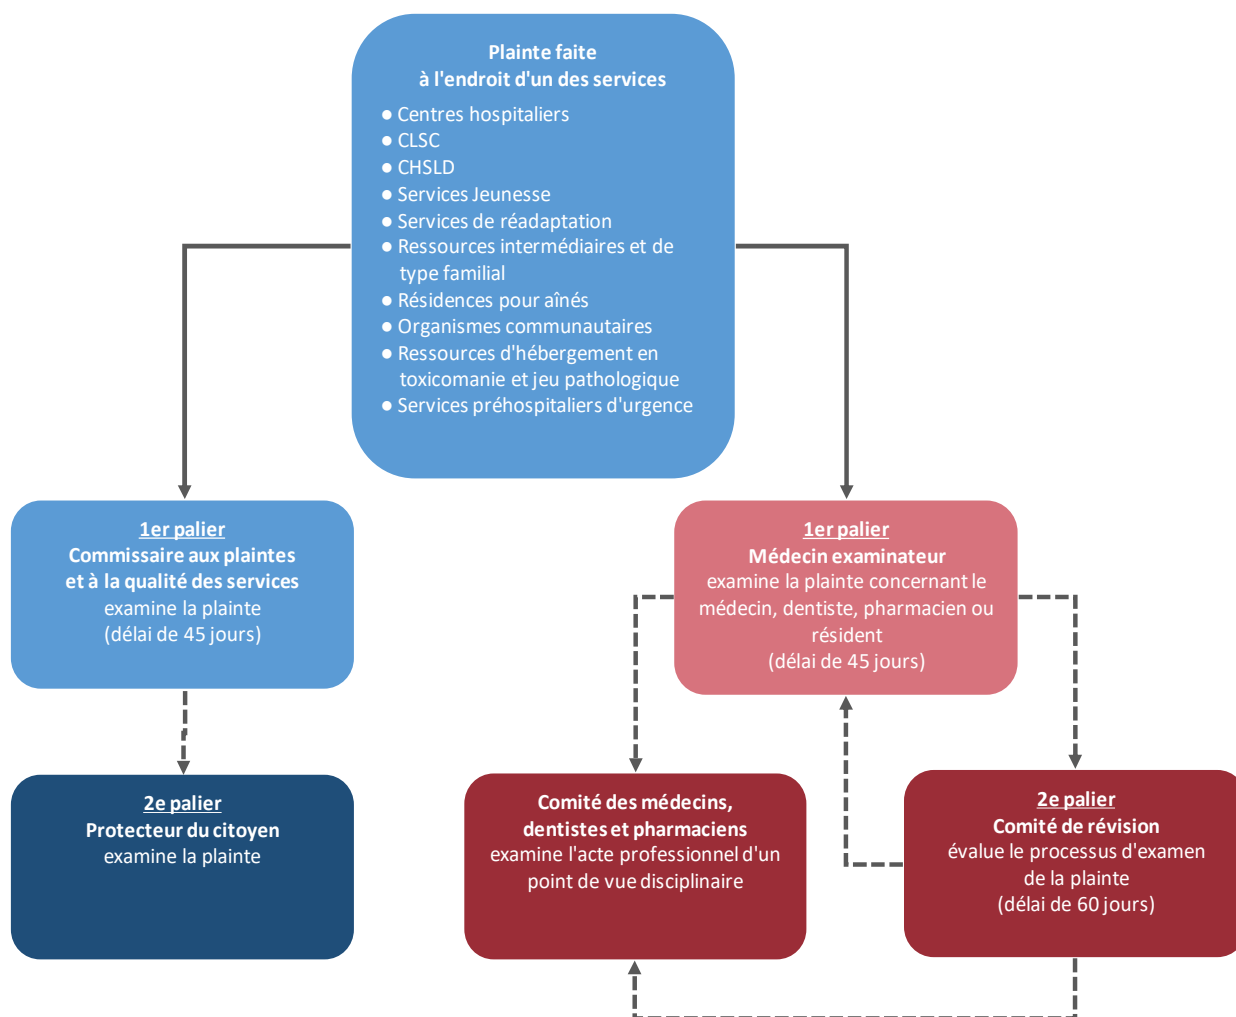 Plainte faite
à l'endroit d'un des services
● Centres hospitaliers
● CLSC
● CHSLD
● Services Jeunesse
● Services de réadaptation
● Ressources intermédiaires et de
type familial
● Résidences pour aînés
● Organismes communautaires
● Ressources d'hébergement en
toxicomanie et jeu pathologique
● Services préhospitaliers d'urgence
1er palier
Commissaire aux plaintes
et à la qualité des services
examine la plainte
(délai de 45 jours)
1er palier
Médecin examinateur
examine la plainte concernant le
médecin, dentiste, pharmacien ou
résident
(délai de 45 jours)
2e palier
Protecteur du citoyen
examine la plainte
Comité des médecins,
dentistes et pharmaciens
examine l'acte professionnel d'un
point de vue disciplinaire
2e palier
Comité de révision
évalue le processus d'examen
de la plainte
(délai de 60 jours)